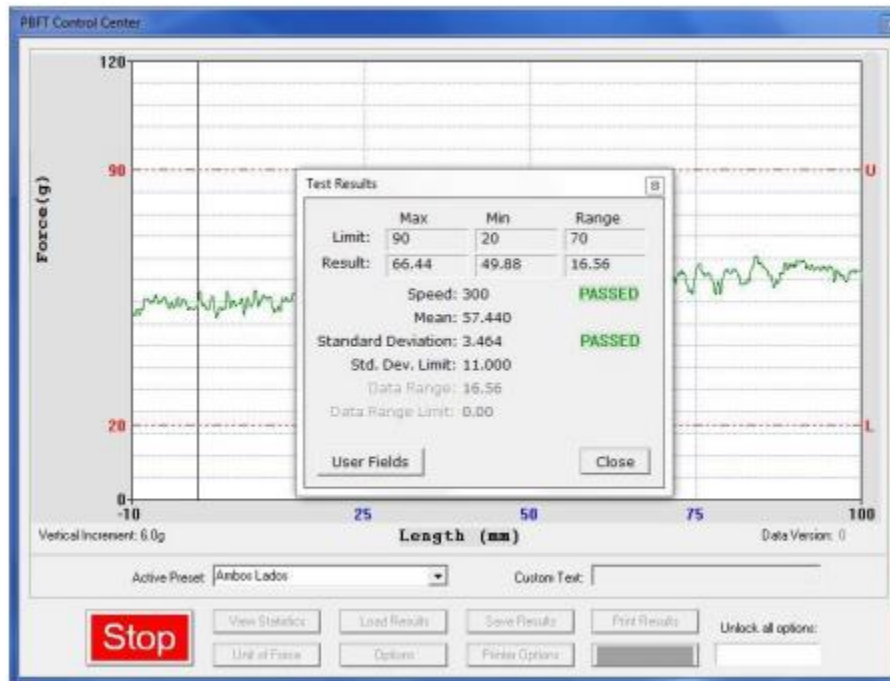 PBFT Control Center
120
90
U
Force(g)
20
L
0
-10
25
50
75
100
Vertical Increment: 6.0g
Length (mm)
Data Version: 0
Test Results
Max Min Range
Limit: 90 20 70
Result: 66.44 49.88 16.56
Speed: 300 PASSED
Mean: 57.440
Standard Deviation: 3.464 PASSED
Std. Dev. Limit: 11.000
Data Range: 16.56
Data Range Limit: 0.00
User Fields Close
Active Preset: Ambos Lados Custom Text:
Stop
View Statistics Load Results Save Results Print Results
Unlock all options:
Unit of Force Options Printer Options